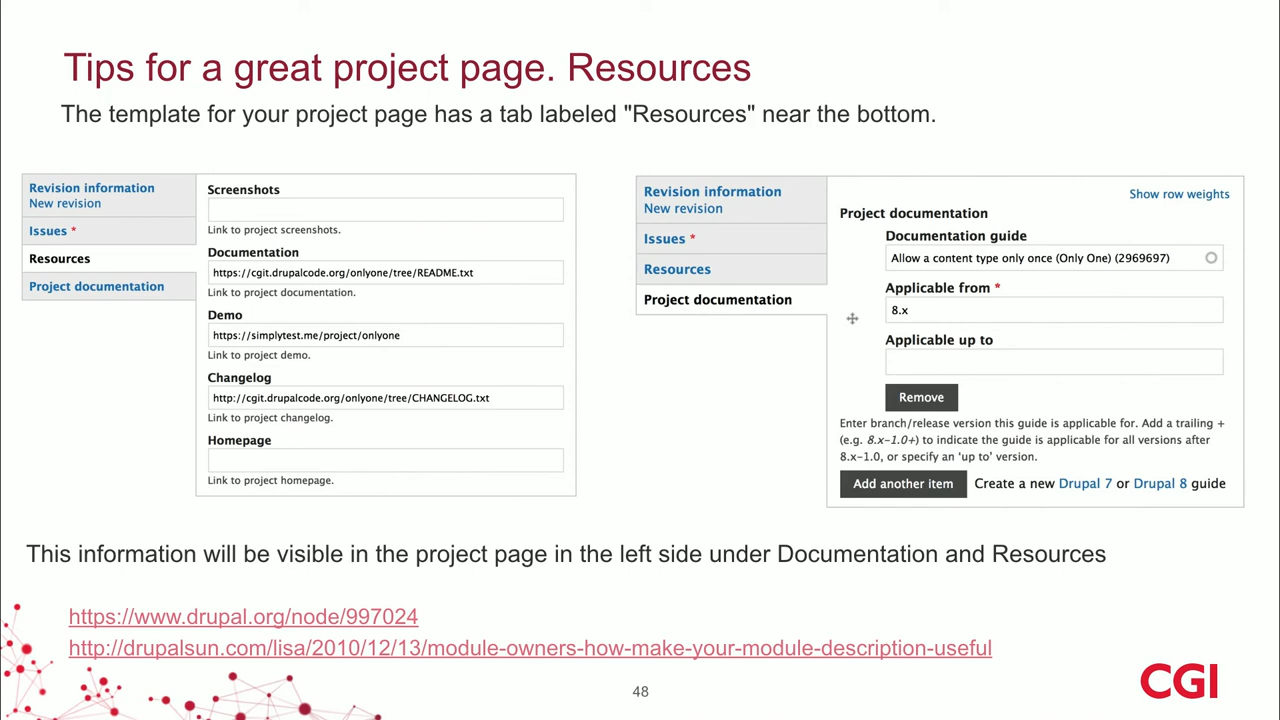 Tips for a great project page. Resources
The template for your project page has a tab labeled "Resources" near the bottom.
Revision information
New revision
Issues *
Resources
Project documentation
Screenshots
Link to project screenshots.
Documentation
https://cgit.drupalcode.org/onlyone/tree/README.txt
Link to project documentation.
Demo
https://simplytest.me/project/onlyone
Link to project demo.
Changelog
http://cgit.drupalcode.org/onlyone/tree/CHANGELOG.txt
Link to project changelog.
Homepage
Link to project homepage.
Revision information
New revision
Issues *
Resources
Project documentation
Show row weights
Project documentation
Documentation guide
Allow a content type only once (Only One) (2969697)
Applicable from *
8.x
Applicable up to
Remove
Enter branch/release version this guide is applicable for. Add a trailing +
(e.g. 8.x-1.0+) to indicate the guide is applicable for all versions after
8.x-1.0, or specify an 'up to' version.
Add another item Create a new Drupal 7 or Drupal 8 guide
This information will be visible in the project page in the left side under Documentation and Resources
https://www.drupal.org/node/997024
http://drupalsun.com/lisa/2010/12/13/module-owners-how-make-your-module-description-useful
48
CGI